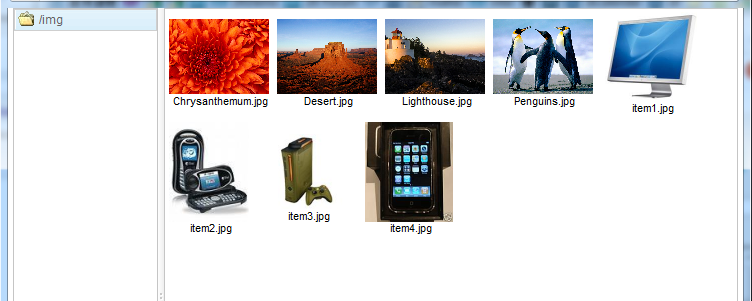 /img
Chrysanthemum.jpg
Desert.jpg
Lighthouse.jpg
Penguins.jpg
item1.jpg
item2.jpg
item3.jpg
item4.jpg